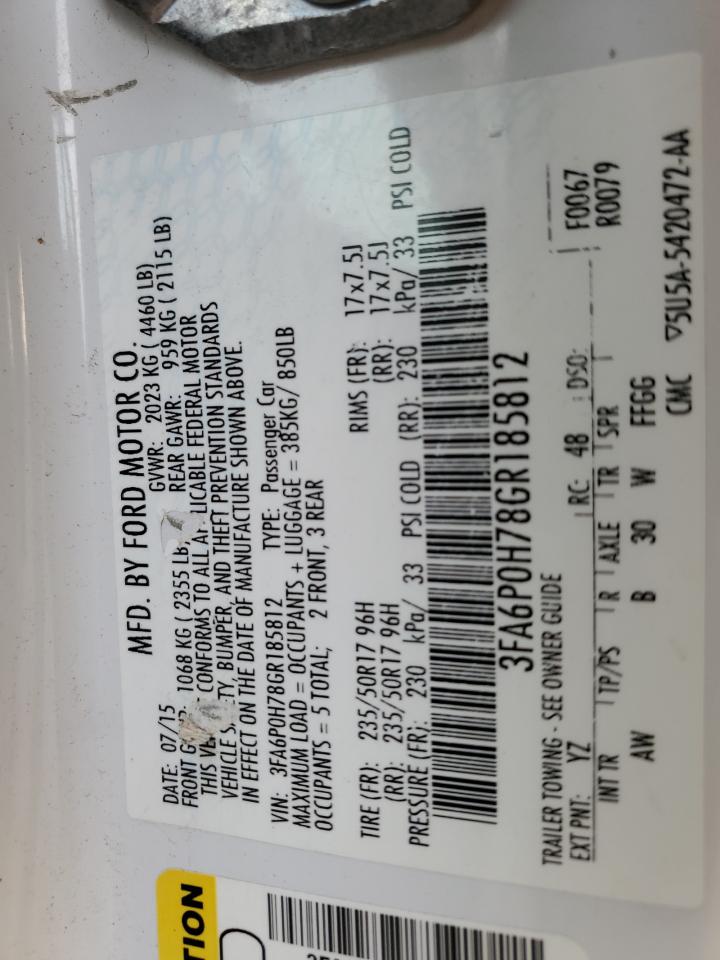 MFD. BY FORD MOTOR CO.
DATE: 07/15 GVWR: 2023 KG ( 4460 LB)
FRONT 1068 KG ( 2355 LB REAR GAWR: 959 KG ( 2115 LB)
THIS CONFORMS TO ALL FEDERAL MOTOR
VEHICLE BUMPER, AND THEFT PREVENTION STANDARDS
IN EFFECT ON THE DATE OF MANUFACTURE SHOWN ABOVE.
VIN: 3FA6P0H78GR185812 TYPE: Passenger Car
MAXIMUM LOAD = OCCUPANTS + LUGGAGE = 385KG/ 850LB
OCCUPANTS = 5 TOTAL; 2 FRONT, 3 REAR
TIRE (FR): 235/50R17 96H RIMS (FR): 17x7.5J
(RR): 235/50R17 96H (RR): 17x7.5J
PRESSURE (FR): 230 kPa/ 33 PSI COLD (RR): 230 kPa/ 33 PSI COLD
3FA6P0H78GR185812
TRAILER TOWING - SEE OWNER GUIDE
EXT PNT: YZ RC: 48 DSO: F0067
R0079
INT TR TP/PS R AXLE TR SPR
AW B 30 W FFGG
CMC ▽5U5A-5420472-AA
TION